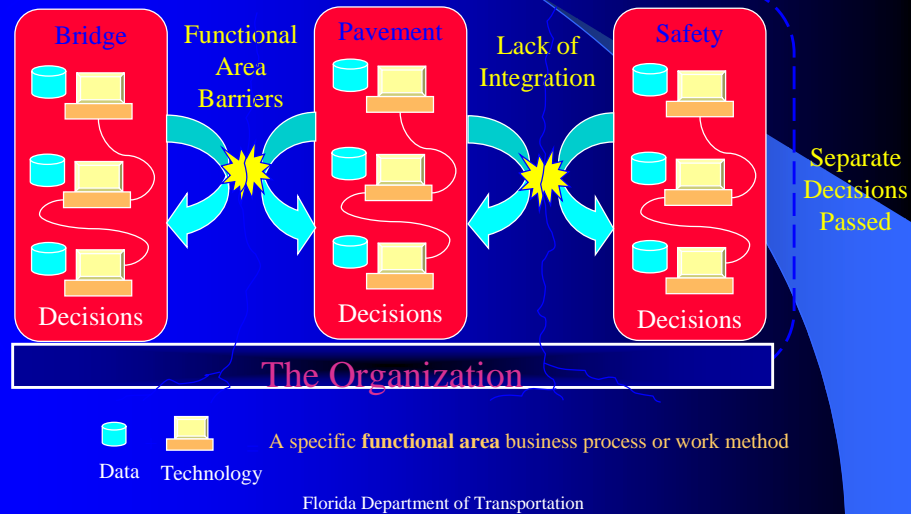 Bridge
Functional
Area
Barriers
Pavement
Lack of
Integration
Safety
Separate
Decisions
Passed
Decisions
Decisions
Decisions
The Organization
A specific functional area business process or work method
Data
Technology
Florida Department of Transportation